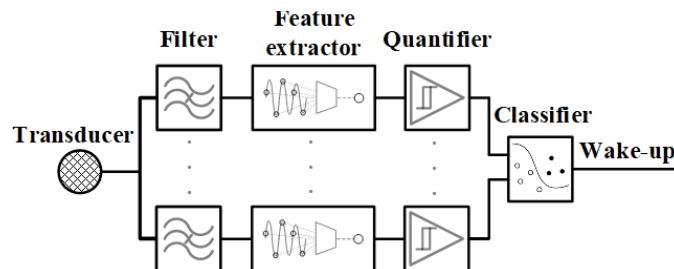 Feature
Filter
extractor
Quantifier
Classifier
Transducer
Wake-up